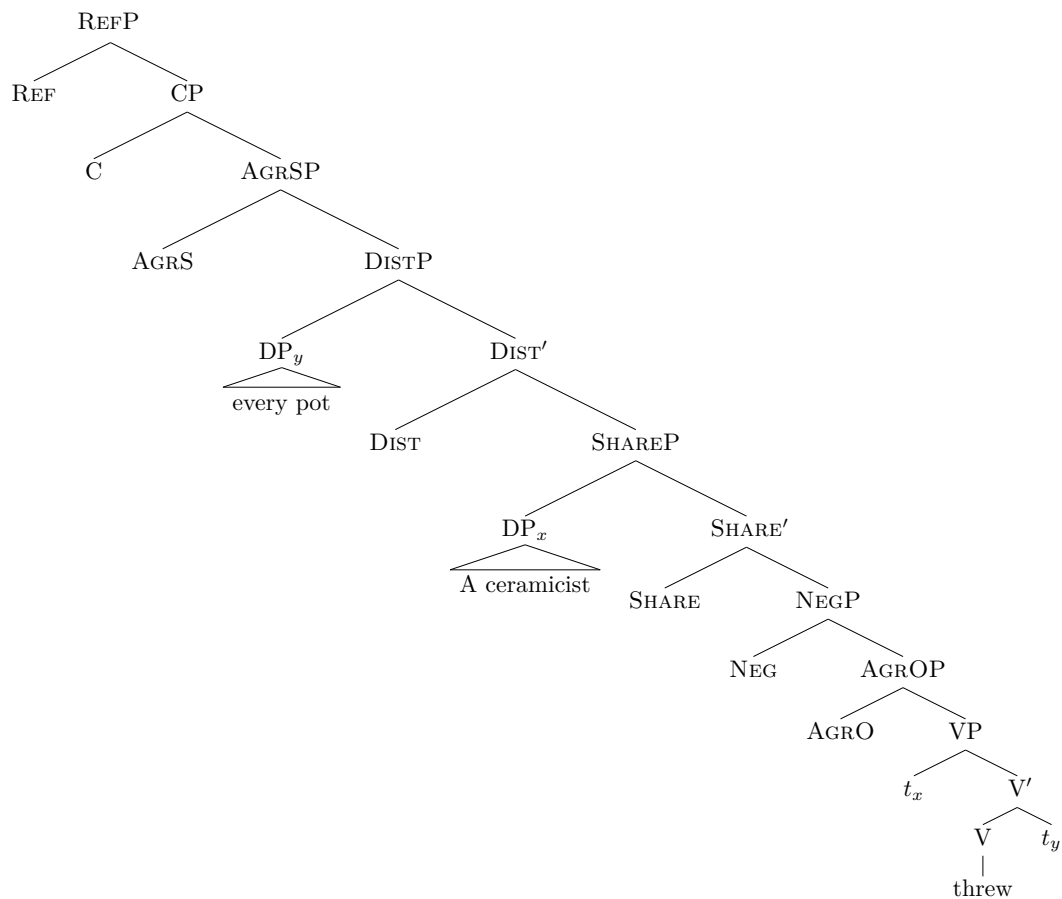 RefP
Ref CP
C AgrSP
AgrS DistP
DP_y Dist′
every pot
Dist ShareP
DP_x Share′
A ceramicist
Share NegP
Neg AgrOP
AgrO VP
t_x V′
V t_y
threw